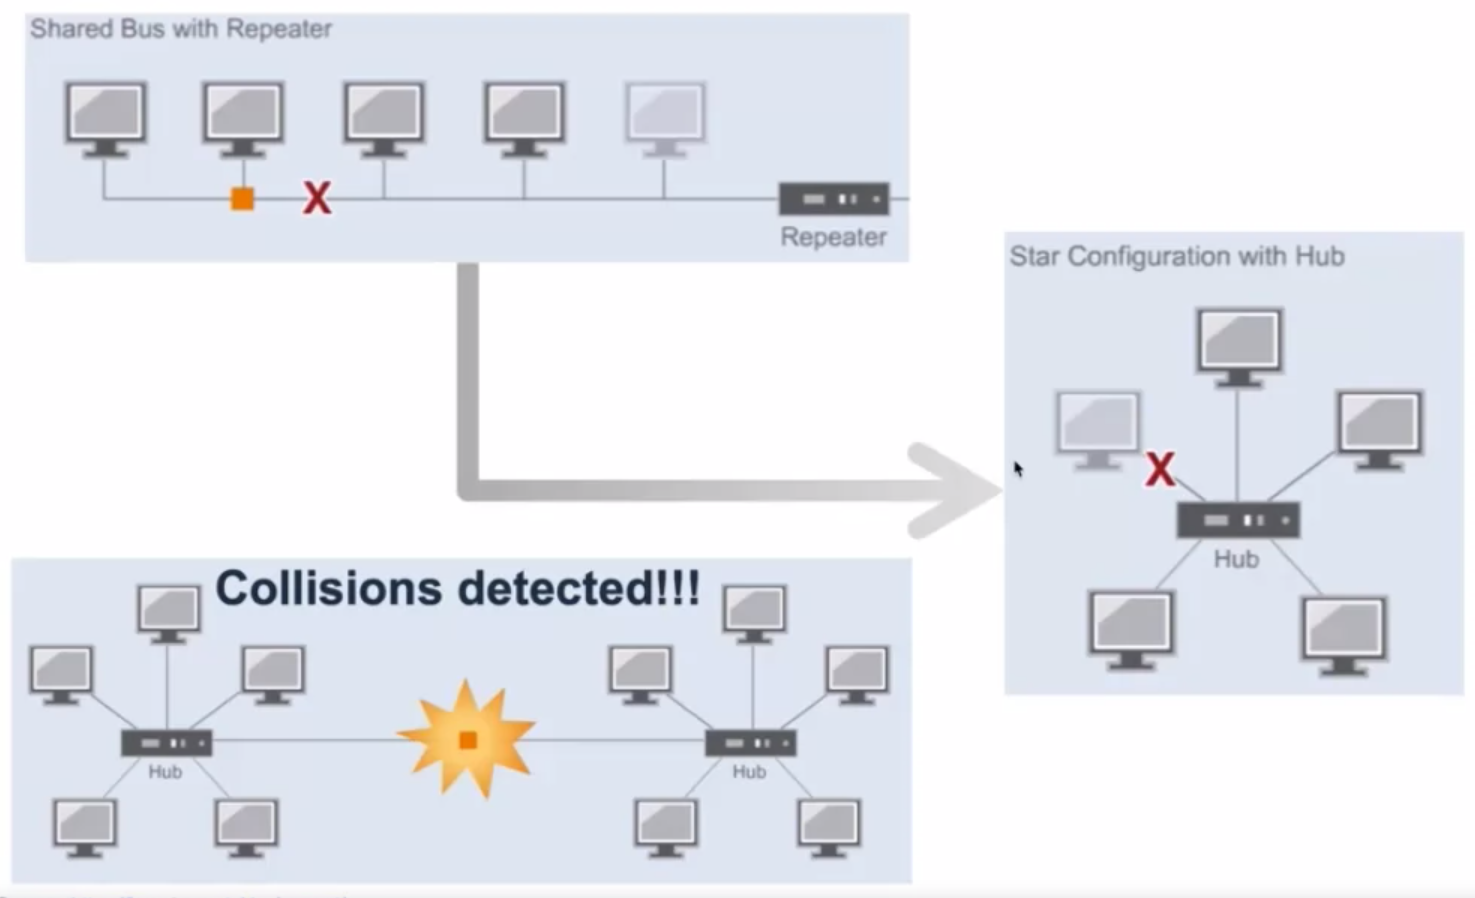 Shared Bus with Repeater
X
Repeater
Star Configuration with Hub
X
Hub
Collisions detected!!!
Hub
Hub